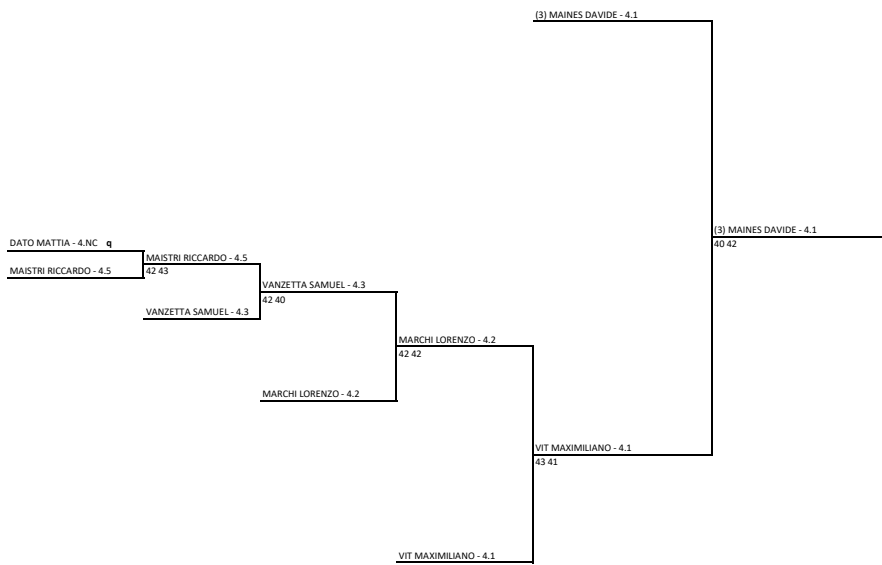 (3) MAINES DAVIDE - 4.1
(3) MAINES DAVIDE - 4.1
40 42
DATO MATTIA - 4.NC q
MAISTRI RICCARDO - 4.5
MAISTRI RICCARDO - 4.5
42 43
VANZETTA SAMUEL - 4.3
42 40
VANZETTA SAMUEL - 4.3
MARCHI LORENZO - 4.2
42 42
MARCHI LORENZO - 4.2
VIT MAXIMILIANO - 4.1
43 41
VIT MAXIMILIANO - 4.1